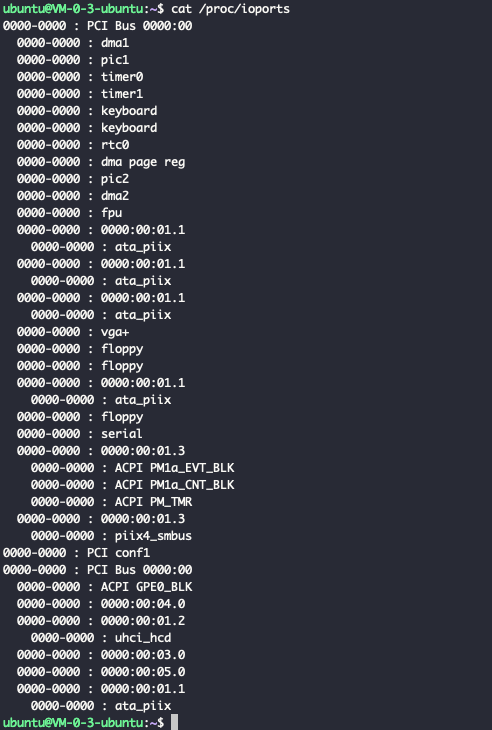 ubuntu@VM-0-3-ubuntu:~$ cat /proc/ioports
0000-0000 : PCI Bus 0000:00
  0000-0000 : dma1
  0000-0000 : pic1
  0000-0000 : timer0
  0000-0000 : timer1
  0000-0000 : keyboard
  0000-0000 : keyboard
  0000-0000 : rtc0
  0000-0000 : dma page reg
  0000-0000 : pic2
  0000-0000 : dma2
  0000-0000 : fpu
  0000-0000 : 0000:00:01.1
    0000-0000 : ata_piix
  0000-0000 : 0000:00:01.1
    0000-0000 : ata_piix
  0000-0000 : 0000:00:01.1
    0000-0000 : ata_piix
  0000-0000 : vga+
  0000-0000 : floppy
  0000-0000 : floppy
  0000-0000 : 0000:00:01.1
    0000-0000 : ata_piix
  0000-0000 : floppy
  0000-0000 : serial
  0000-0000 : 0000:00:01.3
    0000-0000 : ACPI PM1a_EVT_BLK
    0000-0000 : ACPI PM1a_CNT_BLK
    0000-0000 : ACPI PM_TMR
  0000-0000 : 0000:00:01.3
    0000-0000 : piix4_smbus
0000-0000 : PCI conf1
0000-0000 : PCI Bus 0000:00
  0000-0000 : ACPI GPE0_BLK
  0000-0000 : 0000:00:04.0
  0000-0000 : 0000:00:01.2
    0000-0000 : uhci_hcd
  0000-0000 : 0000:00:03.0
  0000-0000 : 0000:00:05.0
  0000-0000 : 0000:00:01.1
    0000-0000 : ata_piix
ubuntu@VM-0-3-ubuntu:~$